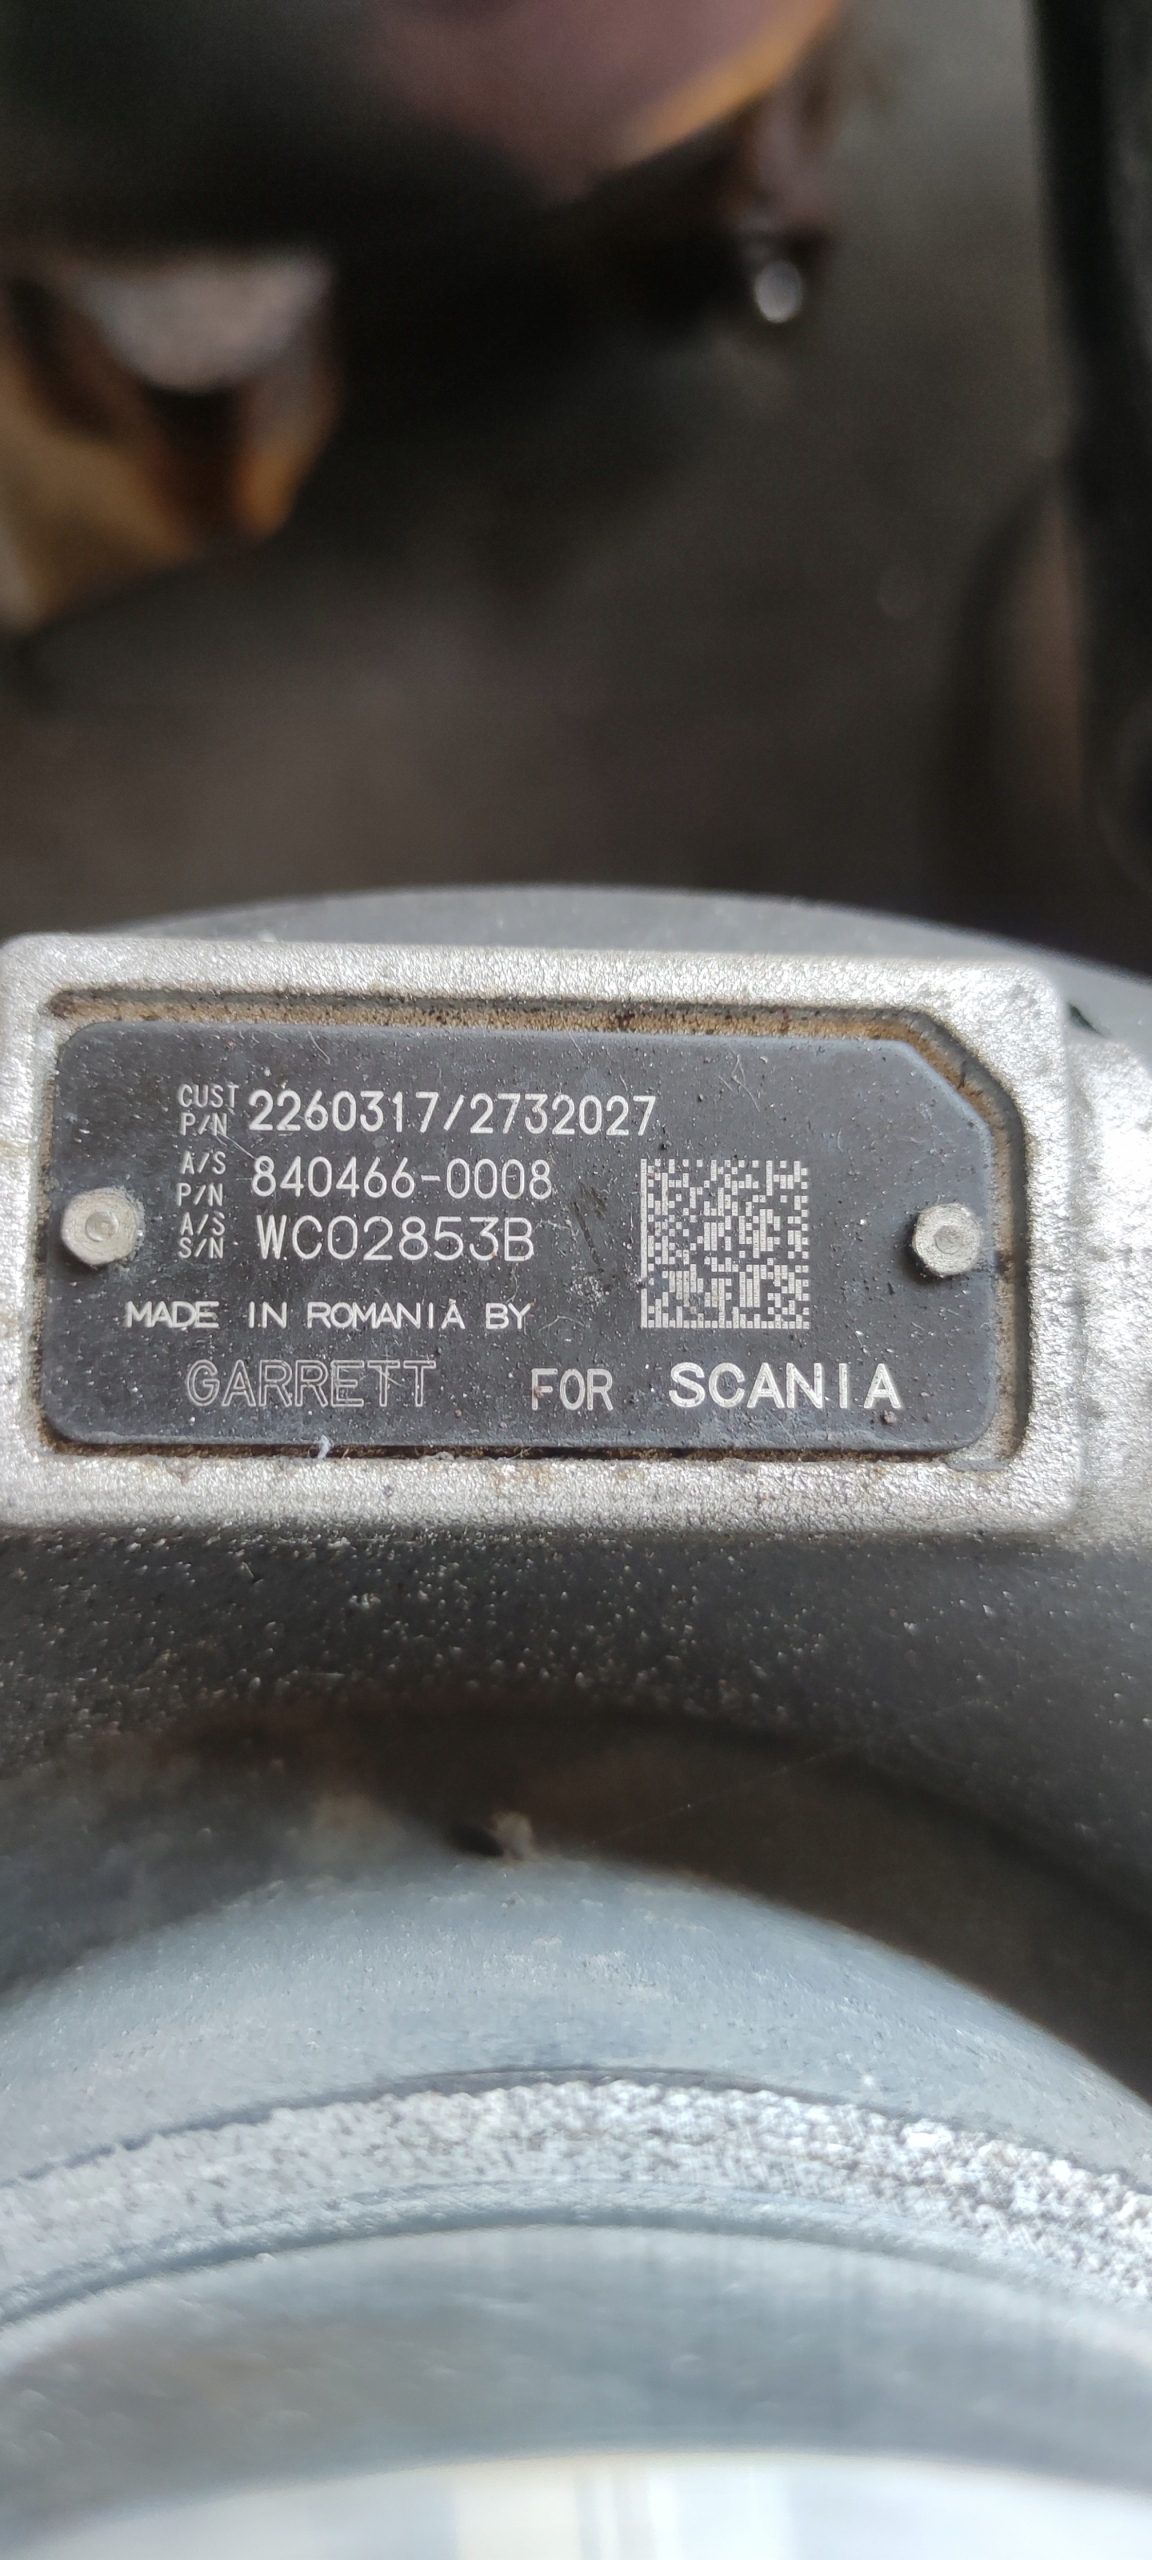 CUST P/N 2260317/2732027
A/S P/N 840466-0008
A/S S/N WC02853B
MADE IN ROMANIA BY
GARRETT FOR SCANIA